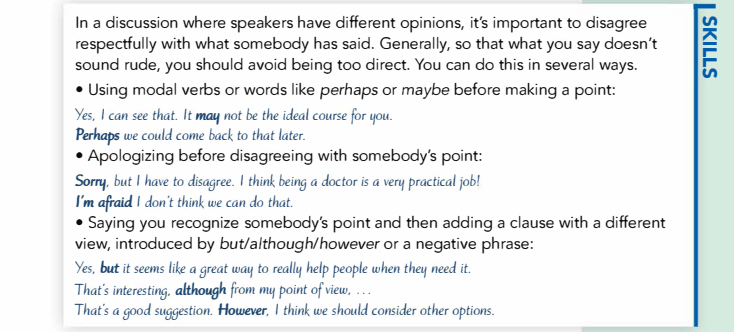 In a discussion where speakers have different opinions, it's important to disagree
respectfully with what somebody has said. Generally, so that what you say doesn't
sound rude, you should avoid being too direct. You can do this in several ways.
• Using modal verbs or words like perhaps or maybe before making a point:
Yes, I can see that. It may not be the ideal course for you.
Perhaps we could come back to that later.
• Apologizing before disagreeing with somebody's point:
Sorry, but I have to disagree. I think being a doctor is a very practical job!
I'm afraid I don't think we can do that.
• Saying you recognize somebody's point and then adding a clause with a different
view, introduced by but/although/however or a negative phrase:
Yes, but it seems like a great way to really help people when they need it.
That's interesting, although from my point of view, ...
That's a good suggestion. However, I think we should consider other options.
SKILLS